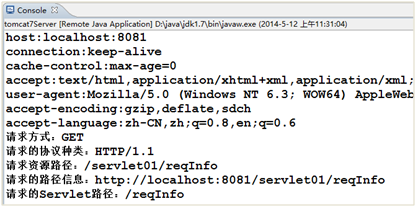 Console
tomcat7Server [Remote Java Application] D:\java\jdk1.7\bin\javaw.exe (2014-5-12 上午11:31:04)
host:localhost:8081
connection:keep-alive
cache-control:max-age=0
accept:text/html,application/xhtml+xml,application/xml;
user-agent:Mozilla/5.0 (Windows NT 6.3; WOW64) AppleWeb
accept-encoding:gzip,deflate,sdch
accept-language:zh-CN,zh;q=0.8,en;q=0.6
请求方式：GET
请求的协议种类：HTTP/1.1
请求资源路径：/servlet01/reqInfo
请求的路径信息：http://localhost:8081/servlet01/reqInfo
请求的Servlet路径：/reqInfo